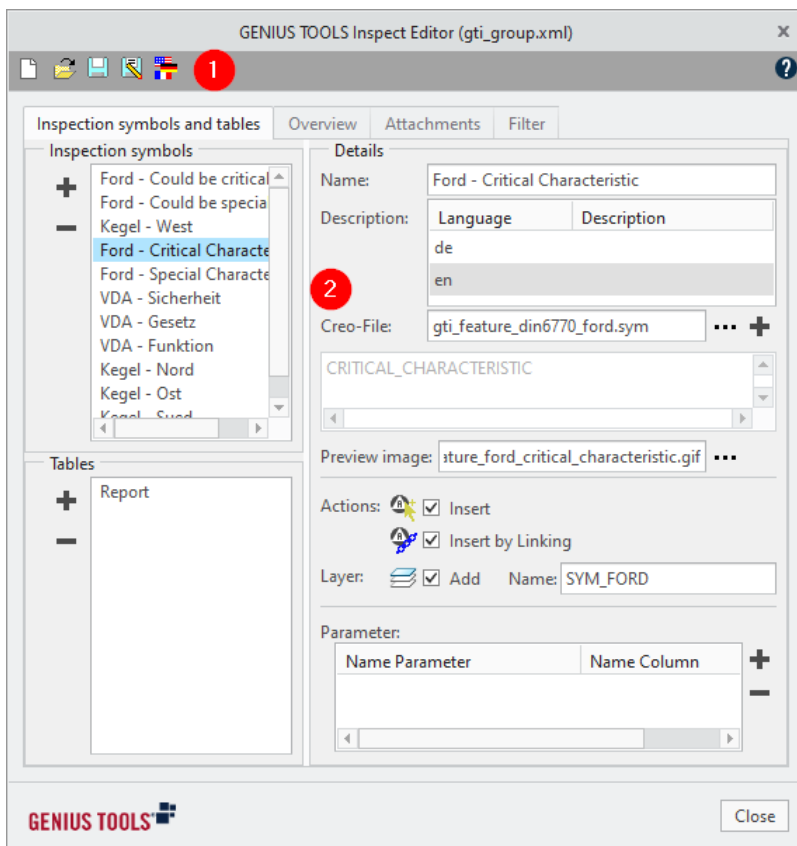 GENIUS TOOLS Inspect Editor (gti_group.xml)
1
Inspection symbols and tables
Overview
Attachments
Filter
Inspection symbols
Ford - Could be critical
Ford - Could be specia
Kegel - West
Ford - Critical Characte
Ford - Special Characte
VDA - Sicherheit
VDA - Gesetz
VDA - Funktion
Kegel - Nord
Kegel - Ost
Kegel - Sued
Tables
Report
Details
Name: Ford - Critical Characteristic
Description: Language Description
de
en
2
Creo-File: gti_feature_din6770_ford.sym
CRITICAL_CHARACTERISTIC
Preview image: ature_ford_critical_characteristic.gif
Actions: Insert
Insert by Linking
Layer: Add Name: SYM_FORD
Parameter:
Name Parameter Name Column
GENIUS TOOLS
Close